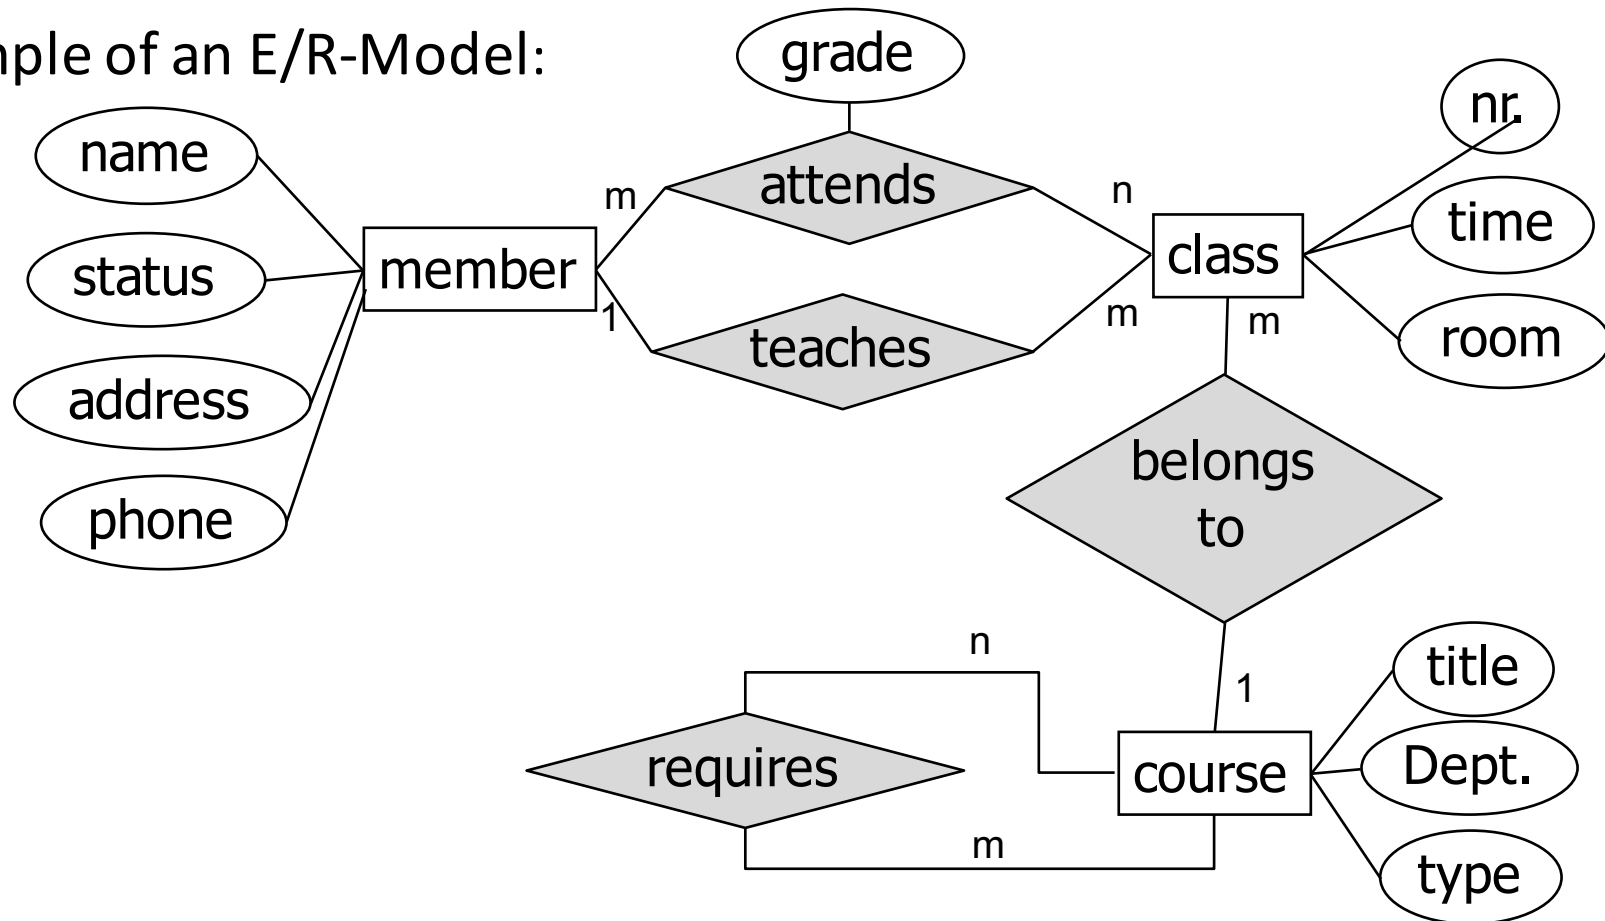 mple of an E/R-Model:
grade
nr.
name
attends
m
n
time
status
member
class
1
m
teaches
m
room
address
belongs
to
phone
n
1
title
requires
course
Dept.
m
type